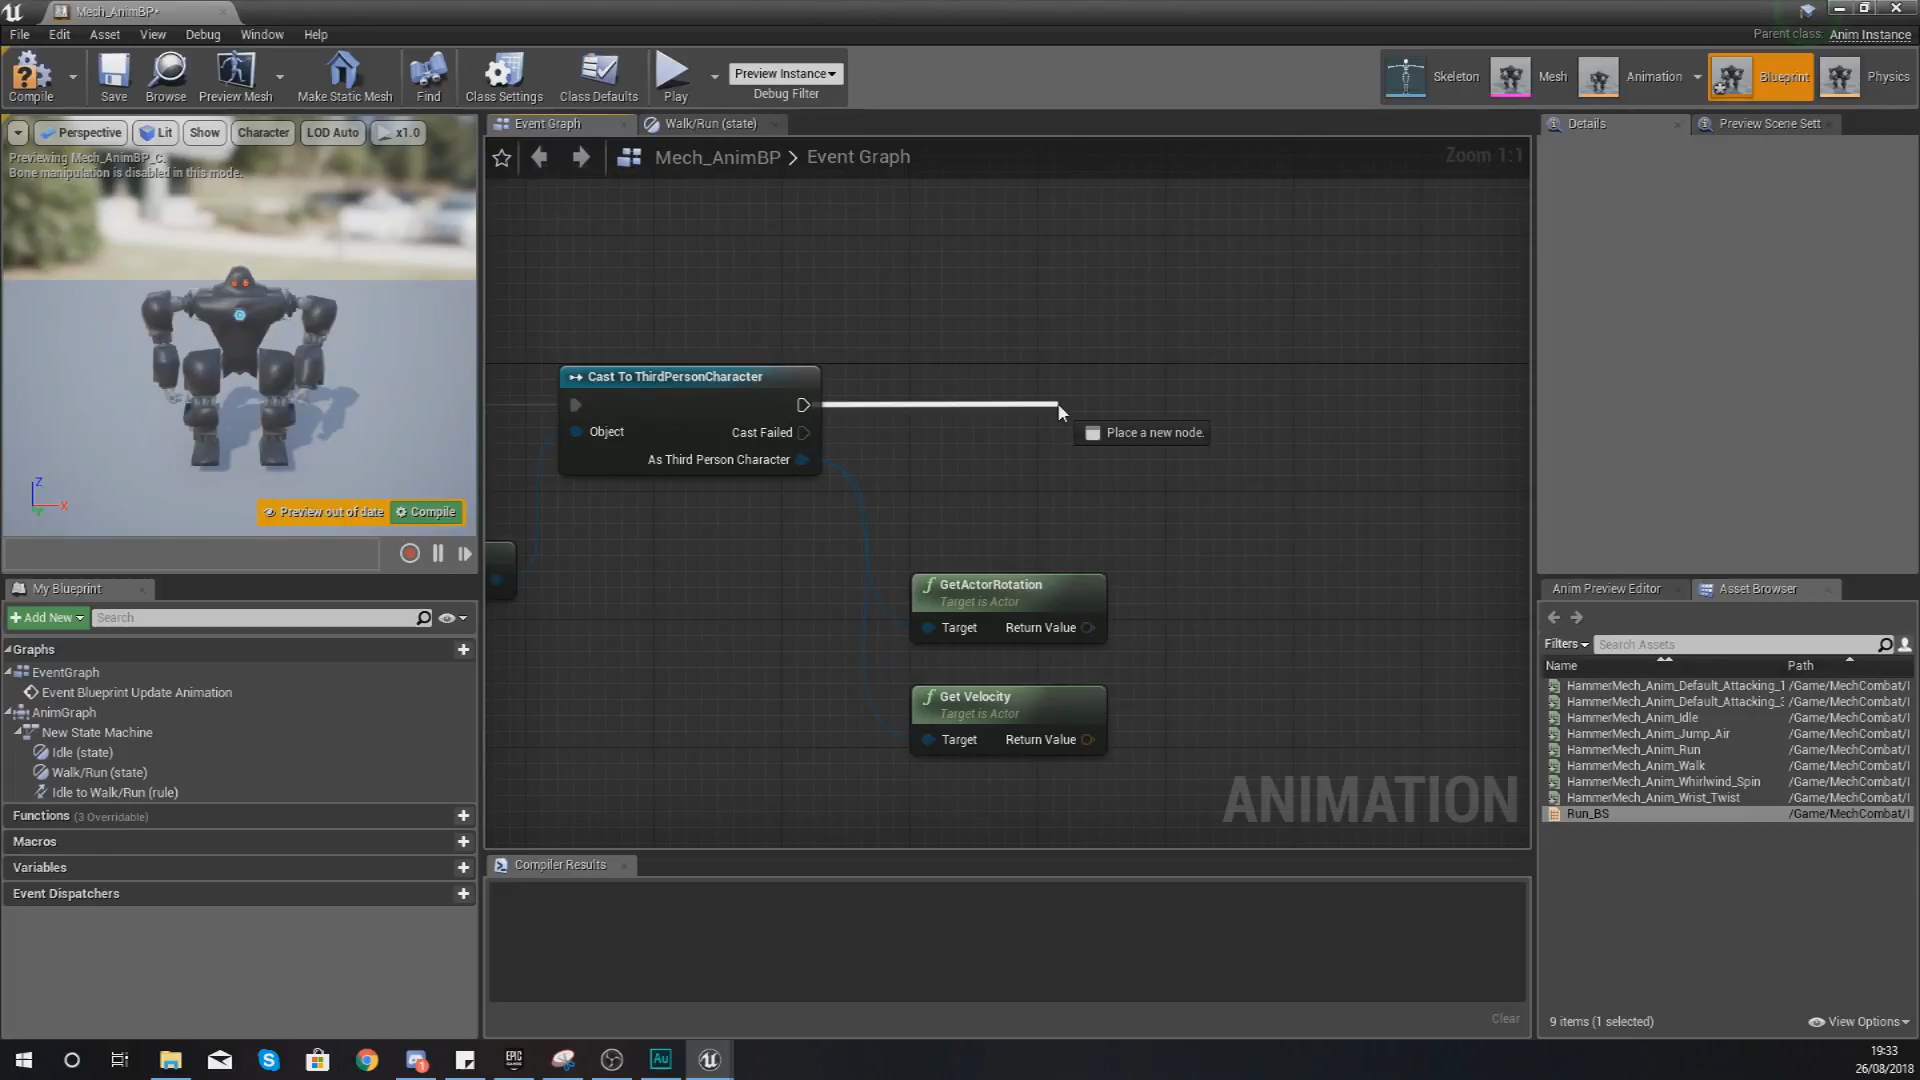 Mech_AnimBP*
File Edit Asset View Debug Window Help
Parent class: Anim Instance
Compile Save Browse Preview Mesh Make Static Mesh Find Class Settings Class Defaults Play
Preview Instance
Debug Filter
Skeleton Mesh Animation Blueprint Physics
Perspective Lit Show Character LOD Auto x1.0
Previewing Mech_AnimBP_C.
Bone manipulation is disabled in this mode.
Z
X
Preview out of date Compile
Event Graph Walk/Run (state)
Mech_AnimBP > Event Graph
Zoom 1:1
Cast To ThirdPersonCharacter
Object
Cast Failed
As Third Person Character
Place a new node.
GetActorRotation
Target is Actor
Target Return Value
Get Velocity
Target is Actor
Target Return Value
ANIMATION
My Blueprint
Add New Search
Graphs
EventGraph
Event Blueprint Update Animation
AnimGraph
New State Machine
Idle (state)
Walk/Run (state)
Idle to Walk/Run (rule)
Functions (3 Overridable)
Macros
Variables
Event Dispatchers
Compiler Results
Clear
Details Preview Scene Sett
Anim Preview Editor Asset Browser
Filters Search Assets
Name Path
HammerMech_Anim_Default_Attacking_1 /Game/MechCombat/
HammerMech_Anim_Default_Attacking_3 /Game/MechCombat/
HammerMech_Anim_Idle /Game/MechCombat/
HammerMech_Anim_Jump_Air /Game/MechCombat/
HammerMech_Anim_Run /Game/MechCombat/
HammerMech_Anim_Walk /Game/MechCombat/
HammerMech_Anim_Whirlwind_Spin /Game/MechCombat/
HammerMech_Anim_Wrist_Twist /Game/MechCombat/
Run_BS /Game/MechCombat/
9 items (1 selected) View Options
EPIC
Au
1
19:33
26/08/2018